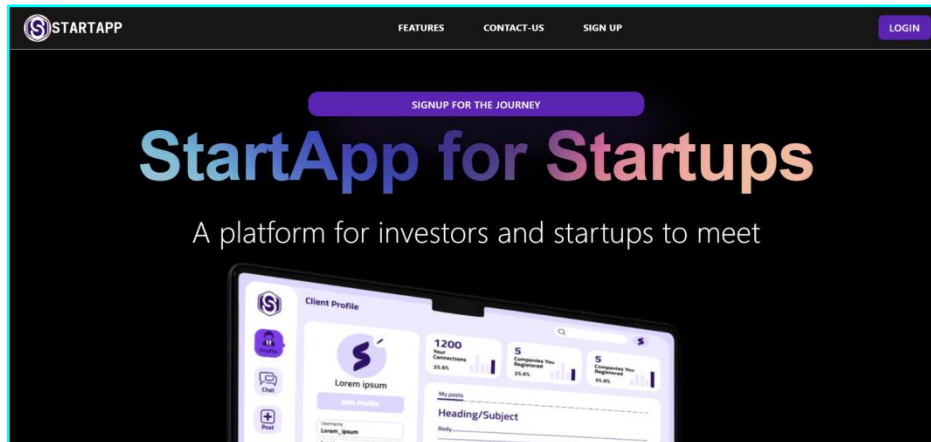 STARTAPP
FEATURES CONTACT-US SIGN UP
LOGIN
SIGNUP FOR THE JOURNEY
StartApp for Startups
A platform for investors and startups to meet
Client Profile
Profile
Chat
Post
Lorem ipsum
Edit Profile
Username
Lorem_ipsum
1200
Your
Connections
35.6%
5
Companies You
Registered
35.6%
5
Companies You
Registered
35.6%
My posts
Heading/Subject
Body